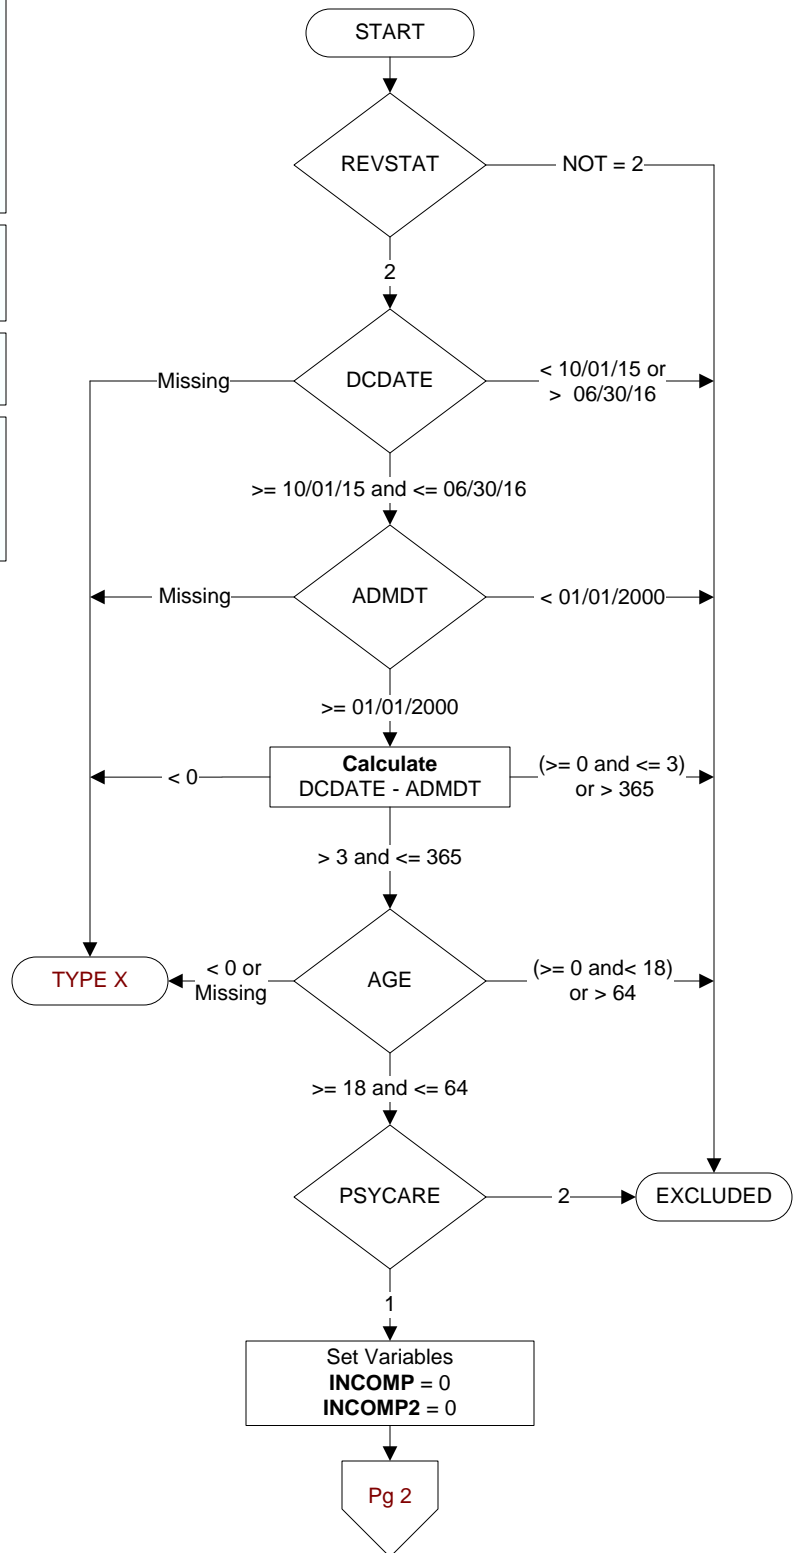 START
REVSTAT
NOT = 2
2
Missing
DCDATE
< 10/01/15 or
> 06/30/16
>= 10/01/15 and <= 06/30/16
Missing
ADMDT
< 01/01/2000
>= 01/01/2000
< 0
Calculate
DCDATE - ADMDT
(>= 0 and <= 3)
or > 365
> 3 and <= 365
TYPE X
< 0 or
Missing
AGE
(>= 0 and< 18)
or > 64
>= 18 and <= 64
PSYCARE
2
EXCLUDED
1
Set Variables
INCOMP = 0
INCOMP2 = 0
Pg 2